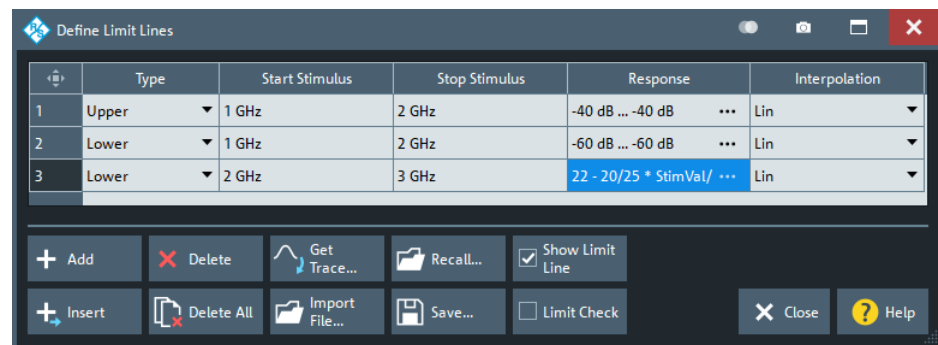 Define Limit Lines
Type Start Stimulus Stop Stimulus Response Interpolation
1 Upper 1 GHz 2 GHz -40 dB ... -40 dB ... Lin
2 Lower 1 GHz 2 GHz -60 dB ... -60 dB ... Lin
3 Lower 2 GHz 3 GHz 22 - 20/25 * StimVal/ ... Lin
Add
Delete
Get
Trace...
Recall...
Show Limit
Line
Insert
Delete All
Import
File...
Save...
Limit Check
Close
? Help